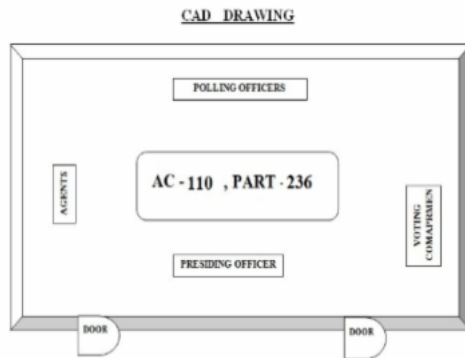 CAD DRAWING
POLLING OFFICERS
AC - 110 , PART - 236
AGENTS
VOTING
COMAPRMEN
PRESIDING OFFICER
DOOR
DOOR